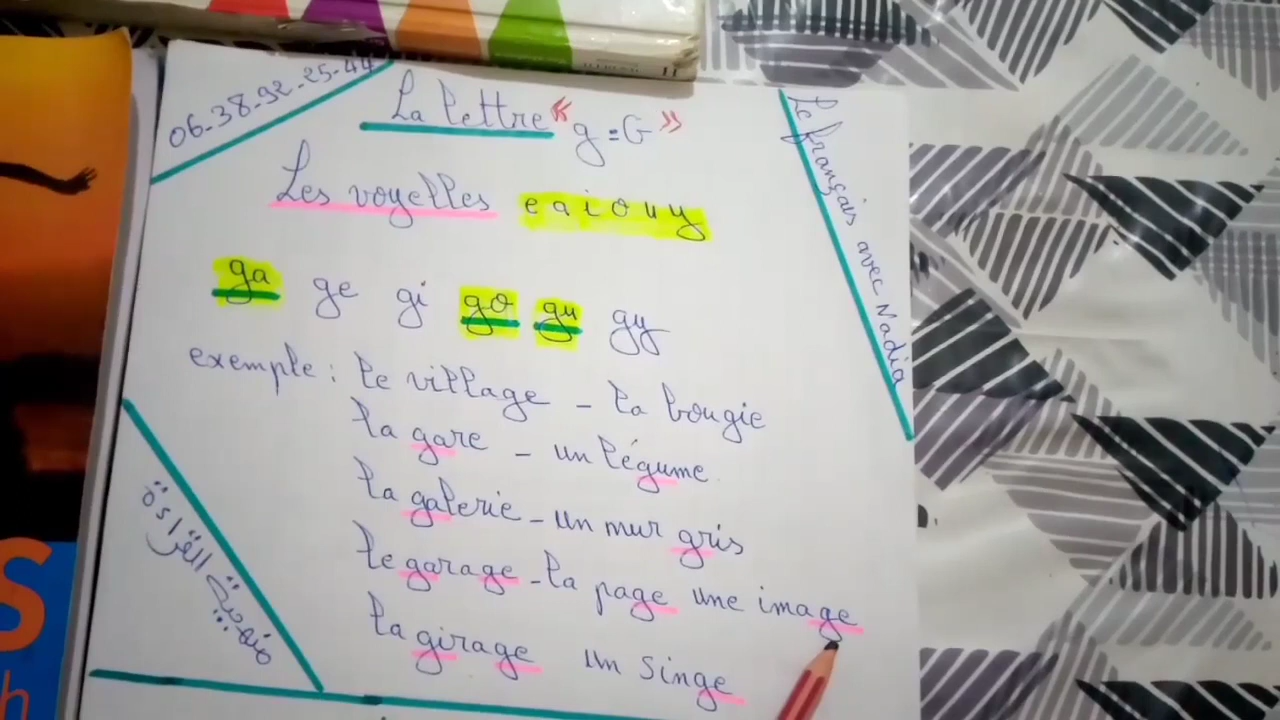 06-38-92-25-44
La lettre « g=G »
Le français avec Nadia
Les voyelles e a i o u y
ga ge gi go gu gy
exemple : le village - la bougie
la gare - un légume
la galerie - un mur gris
le garage - la page une image
la girage un singe
منهجية القراءة
S
h